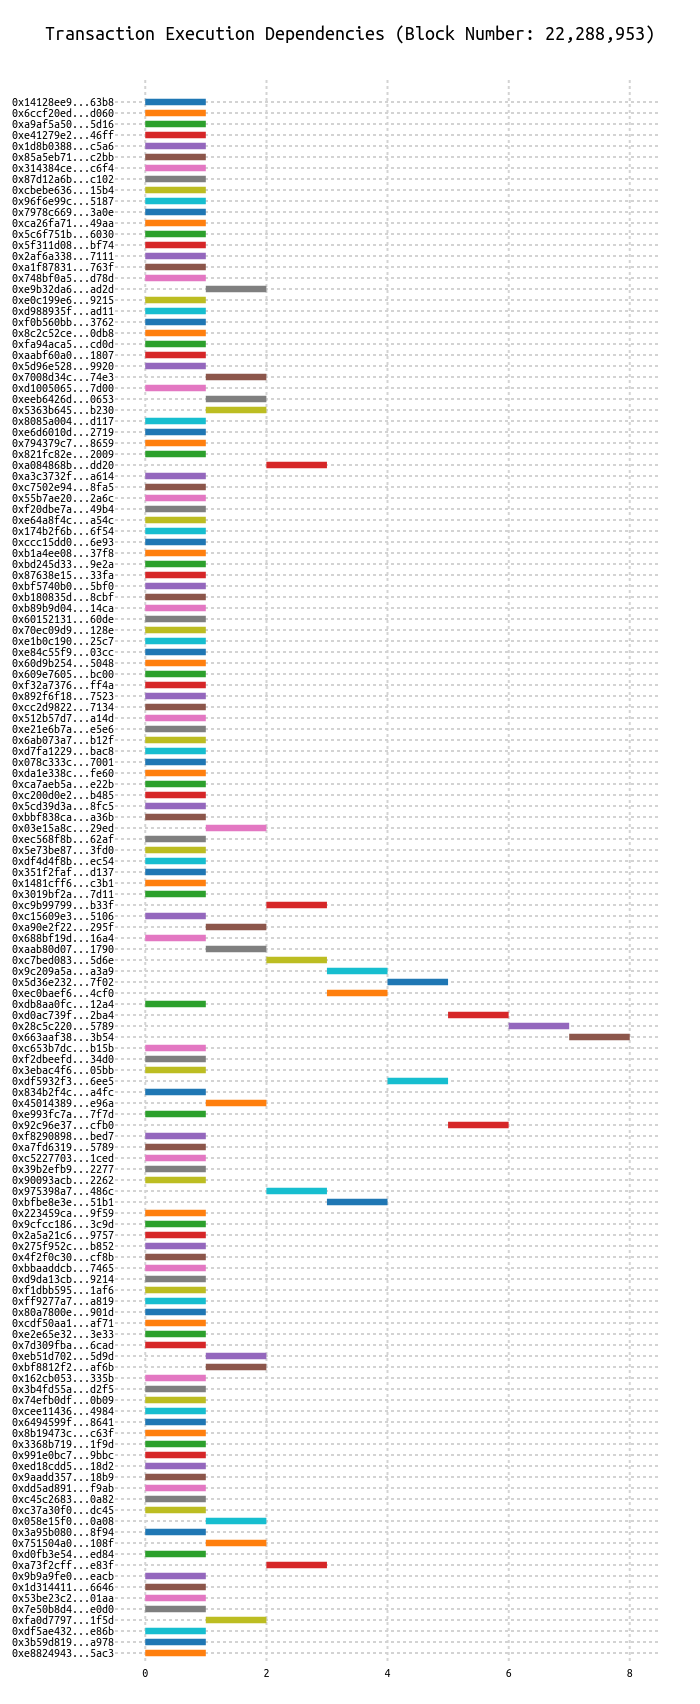 Transaction Execution Dependencies (Block Number: 22,288,953)
0x14128ee9...63b8
0x6ccf20ed...d060
0xa9af5a50...5d16
0xe41279e2...46ff
0x1d8b0388...c5a6
0x85a5eb71...c2bb
0x314384ce...c6f4
0x87d12a6b...c102
0xcbebe636...15b4
0x96f6e99c...5187
0x7978c669...3a0e
0xca26fa71...49aa
0x5c6f751b...6030
0x5f311d08...bf74
0x2af6a338...7111
0xa1f87831...763f
0x748bf0a5...d78d
0xe9b32da6...ad2d
0xe0c199e6...9215
0xd988935f...ad11
0xf0b560bb...3762
0x8c2c52ce...0db8
0xfa94aca5...cd0d
0xaabf60a0...1807
0x5d96e528...9920
0x7008d34c...74e3
0xd1005065...7d00
0xeeb6426d...0653
0x5363b645...b230
0x8085a004...d117
0xe6d6010d...2719
0x794379c7...8659
0x821fc82e...2009
0xa084868b...dd20
0xa3c3732f...a614
0xc7502e94...8fa5
0x55b7ae20...2a6c
0xf20dbe7a...49b4
0xe64a8f4c...a54c
0x174b2f6b...6f54
0xccc15dd0...6e93
0xb1a4ee08...37f8
0xbd245d33...9e2a
0x87638e15...33fa
0xbf5740b0...5bf0
0xb180835d...8cbf
0xb89b9d04...14ca
0x60152131...60de
0x70ec09d9...128e
0xe1b0c190...25c7
0xe84c55f9...03cc
0x60d9b254...5048
0x609e7605...bc00
0xf32a7376...ff4a
0x892f6f18...7523
0xcc2d9822...7134
0x512b57d7...a14d
0xe21e6b7a...e5e6
0x6ab073a7...b12f
0xd7fa1229...bac8
0x078c333c...7001
0xda1e338c...fe60
0xca7aeb5a...e22b
0xc200d0e2...b485
0x5cd39d3a...8fc5
0xbbf838ca...a36b
0x03e15a8c...29ed
0xec568f8b...62af
0x5e73be87...3fd0
0xdf4d4f8b...ec54
0x351f2faf...d137
0x1481cff6...c3b1
0x3019bf2a...7d11
0xc9b99799...b33f
0xc15609e3...5106
0xa90e2f22...295f
0x688bf19d...16a4
0xaab80d07...1790
0xc7bed083...5d6e
0x9c209a5a...a3a9
0x5d36e232...7f02
0xec0baef6...4cf0
0xdb8aa0fc...12a4
0xd0ac739f...2ba4
0x28c5c220...5789
0x663aaf38...3b54
0xc653b7dc...b15b
0xf2dbeefd...34d0
0x3ebac4f6...05bb
0xdf5932f3...6ee5
0x834b2f4c...a4fc
0x45014389...e96a
0xe993fc7a...7f7d
0x92c96e37...cfb0
0xf8290898...bed7
0xa7fd6319...5789
0xc5227703...1ced
0x39b2efb9...2277
0x90093acb...2262
0x975398a7...486c
0xbfbe8e3e...51b1
0x223459ca...9f59
0x9cfcc186...3c9d
0x2a5a21c6...9757
0x275f952c...b852
0x4f2f0c30...cf8b
0xbbaaddcb...7465
0xd9da13cb...9214
0xf1dbb595...1af6
0xff9277a7...a819
0x80a7800e...901d
0xcdf50aa1...af71
0xe2e65e32...3e33
0x7d309fba...6cad
0xeb51d702...5d9d
0xbf8812f2...af6b
0x162cb053...335b
0x3b4fd55a...d2f5
0x74efb0df...0b09
0xcee11436...4984
0x6494599f...8641
0x8b19473c...c63f
0x3368b719...1f9d
0x991e0bc7...9bbc
0xed18cdd5...18d2
0x9aadd357...18b9
0xdd5ad891...f9ab
0xc45c2683...0a82
0xc37a30f0...dc45
0x058e15f0...0a08
0x3a95b080...8f94
0x751504a0...108f
0xd0fb3e54...ed84
0xa73f2cff...e83f
0x9b9a9fe0...eacb
0x1d314411...6646
0x53be23c2...01aa
0x7e50b8d4...e0d0
0xfa0d7797...1f5d
0xdf5ae432...e86b
0x3b59d819...a978
0xe8824943...5ac3
0 2 4 6 8